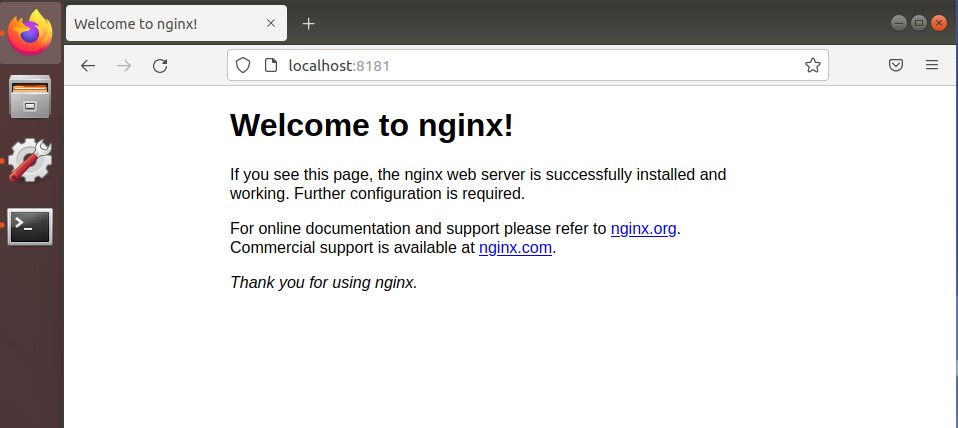 Welcome to nginx!
localhost:8181
Welcome to nginx!
If you see this page, the nginx web server is successfully installed and
working. Further configuration is required.
For online documentation and support please refer to nginx.org.
Commercial support is available at nginx.com.
Thank you for using nginx.